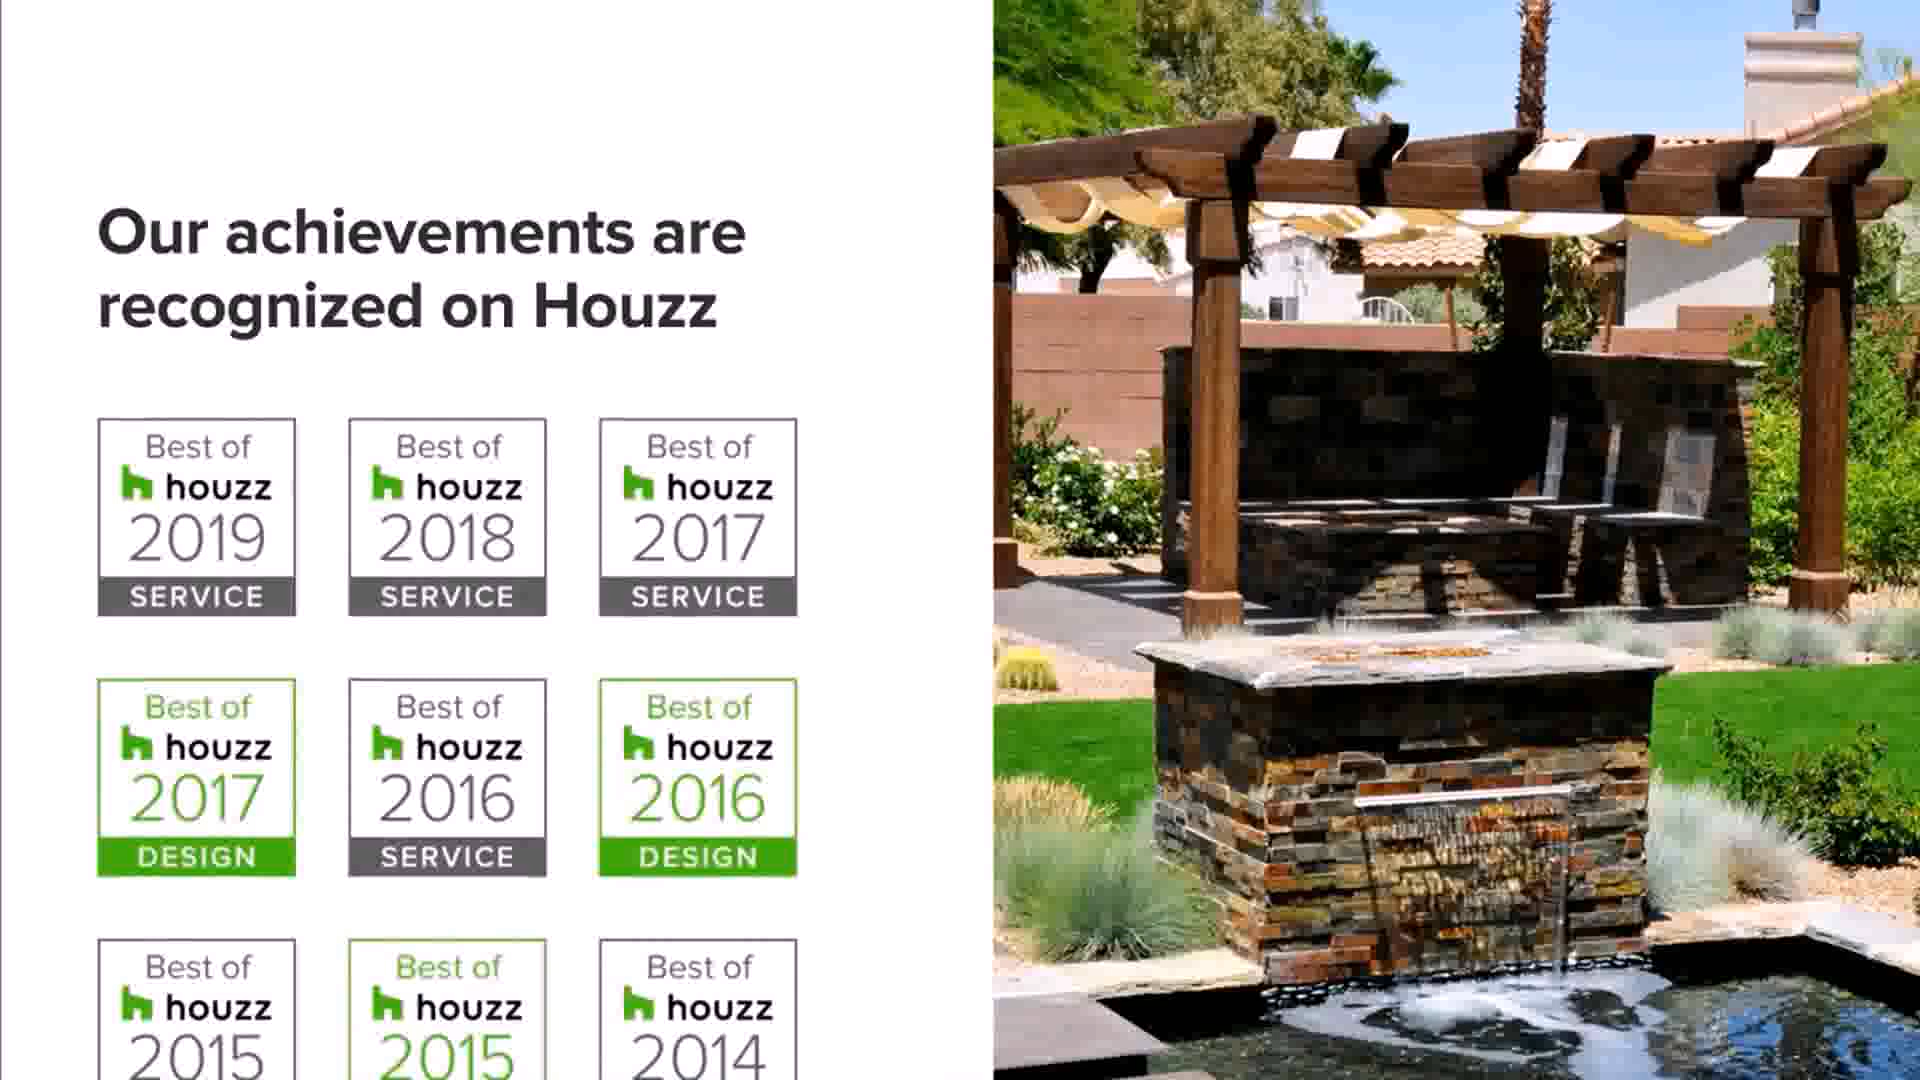 Our achievements are
recognized on Houzz
Best of
houzz
2019
SERVICE
Best of
houzz
2018
SERVICE
Best of
houzz
2017
SERVICE
Best of
houzz
2017
DESIGN
Best of
houzz
2016
SERVICE
Best of
houzz
2016
DESIGN
Best of
houzz
2015
Best of
houzz
2015
Best of
houzz
2014